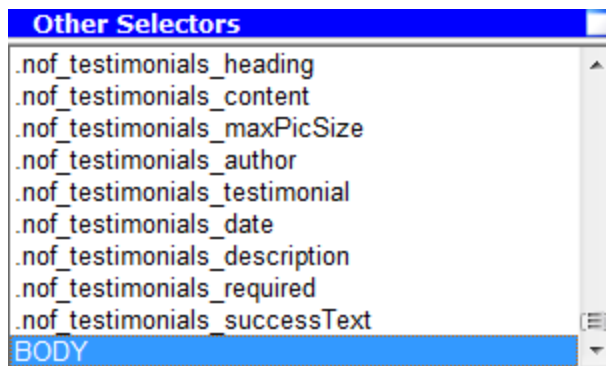 Other Selectors
.nof_testimonials_heading
.nof_testimonials_content
.nof_testimonials_maxPicSize
.nof_testimonials_author
.nof_testimonials_testimonial
.nof_testimonials_date
.nof_testimonials_description
.nof_testimonials_required
.nof_testimonials_successText
BODY